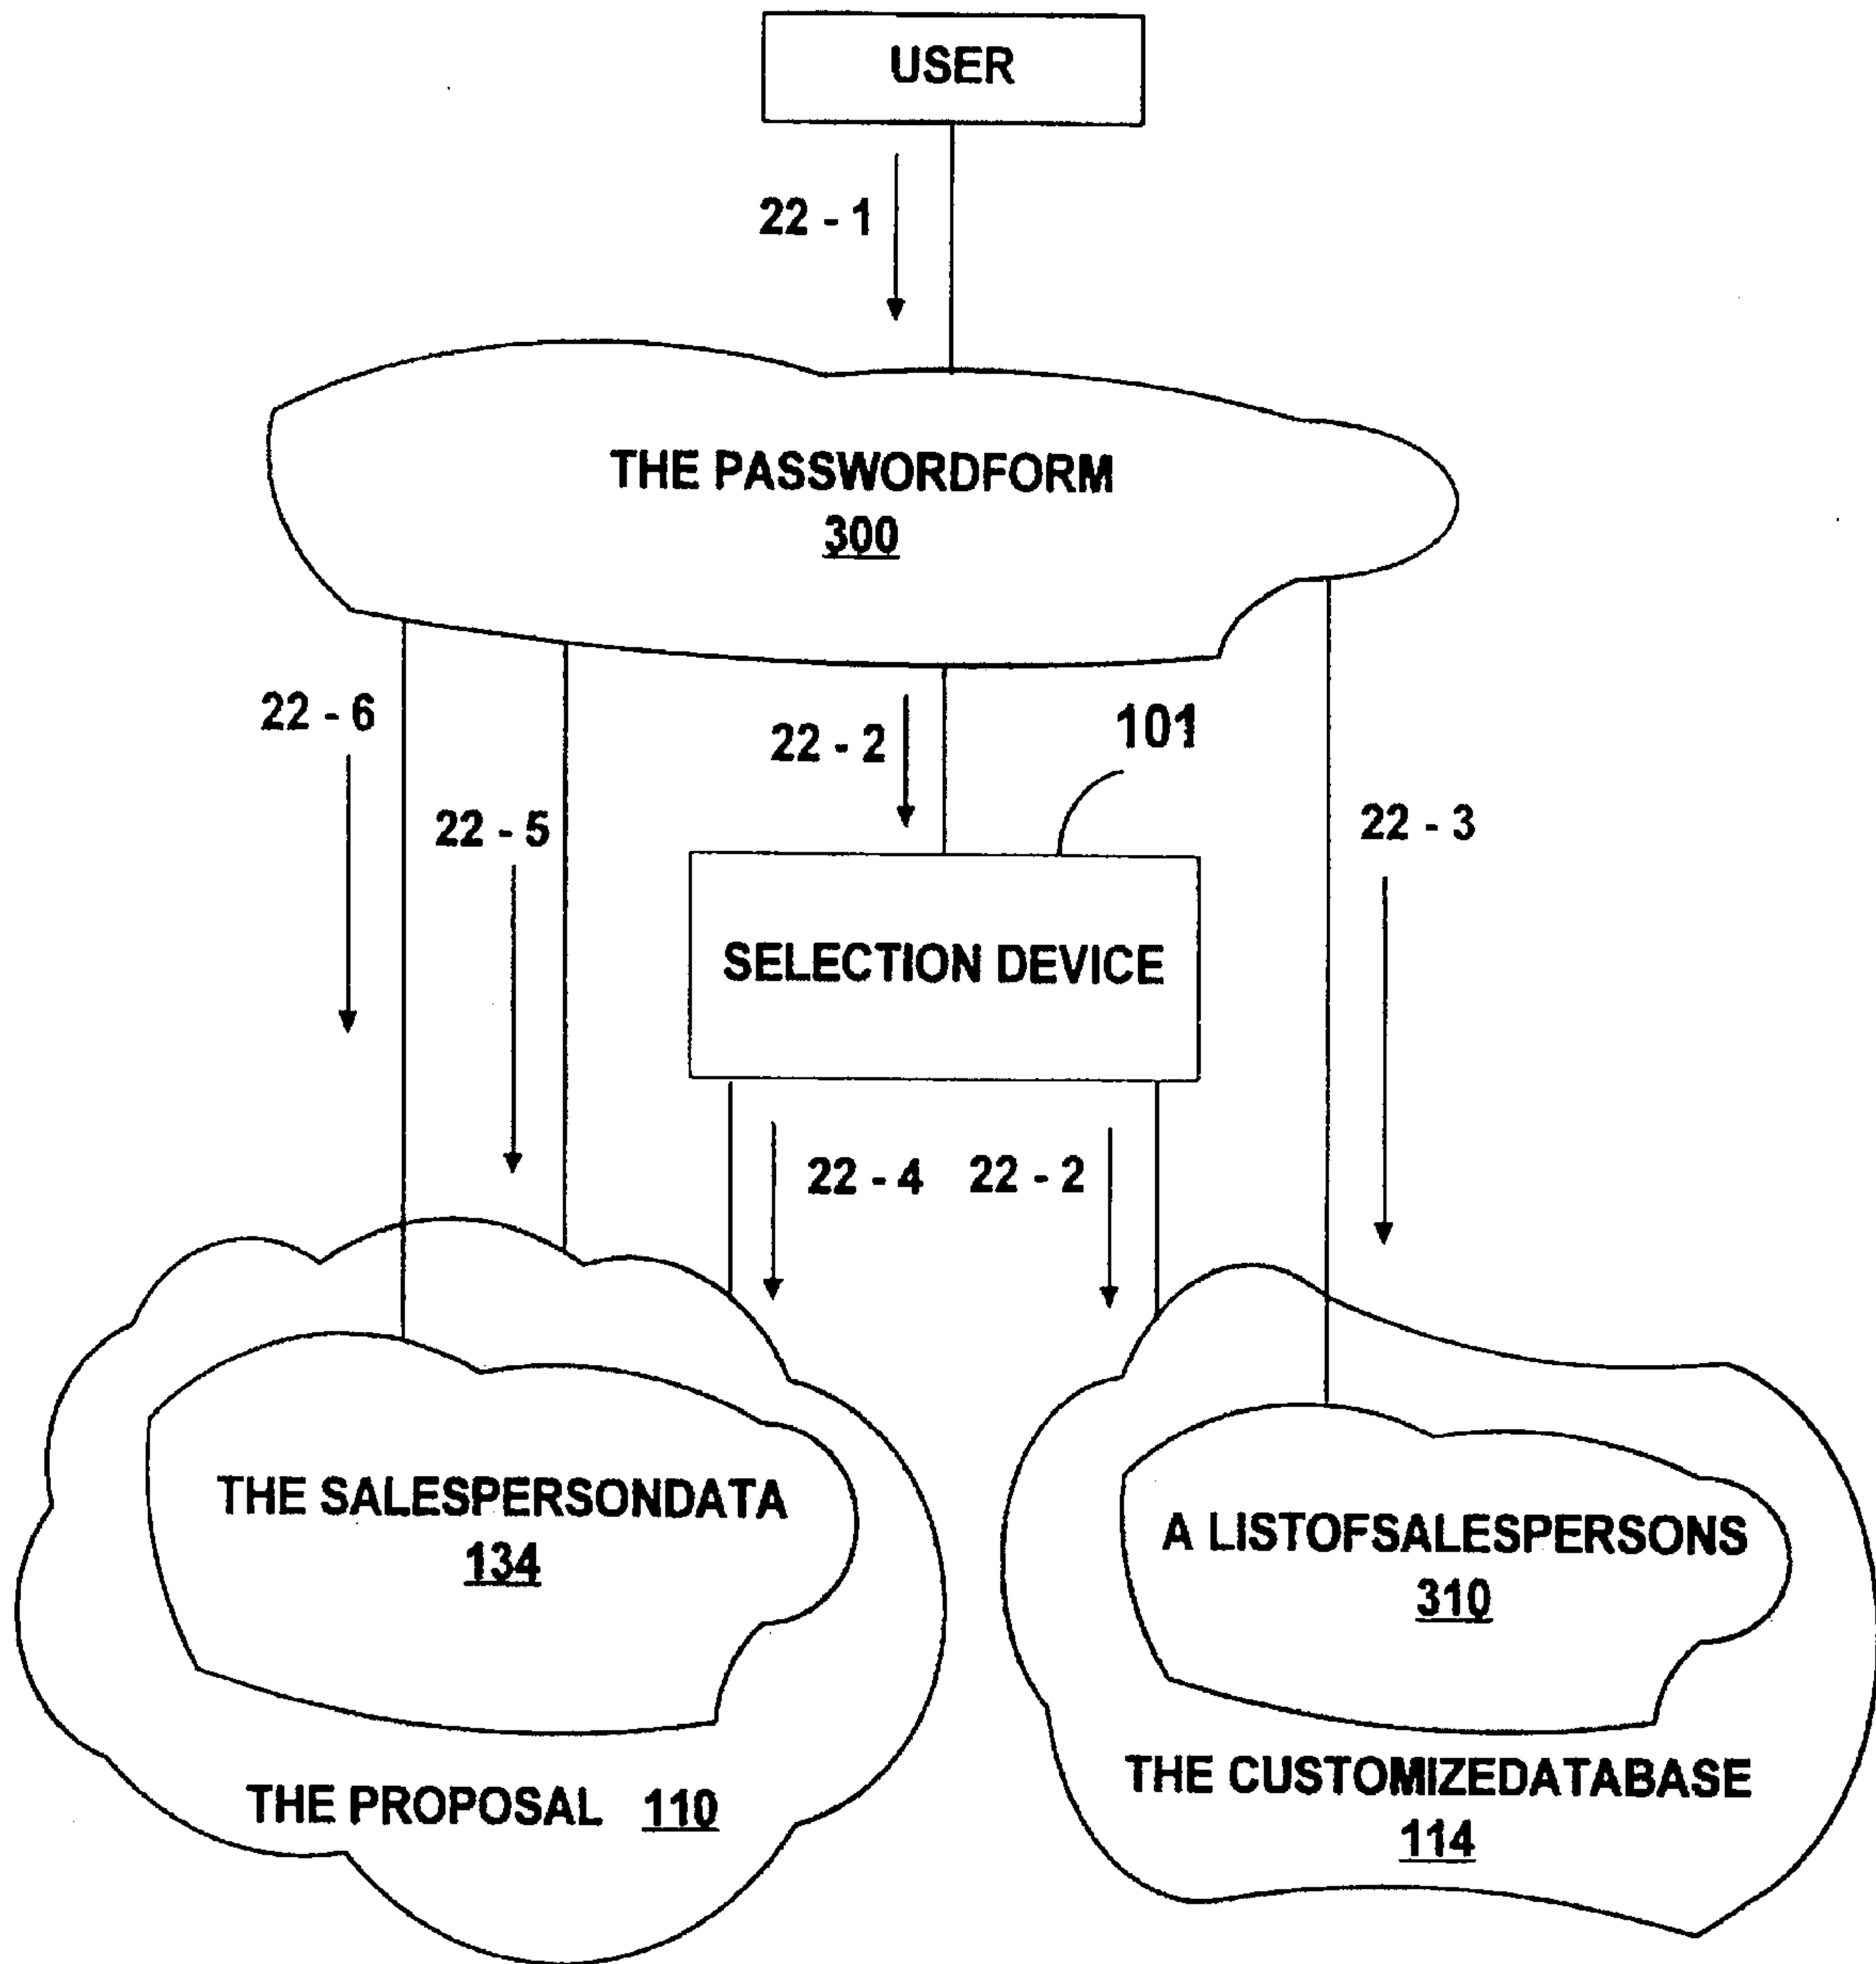 USER
22 - 1
THE PASSWORDFORM
300
22 - 6
22 - 2
101
22 - 5
22 - 3
SELECTION DEVICE
22 - 4
22 - 2
THE SALESPERSONDATA
134
A LISTOFSALESPERSONS
310
THE PROPOSAL 110
THE CUSTOMIZEDATABASE
114